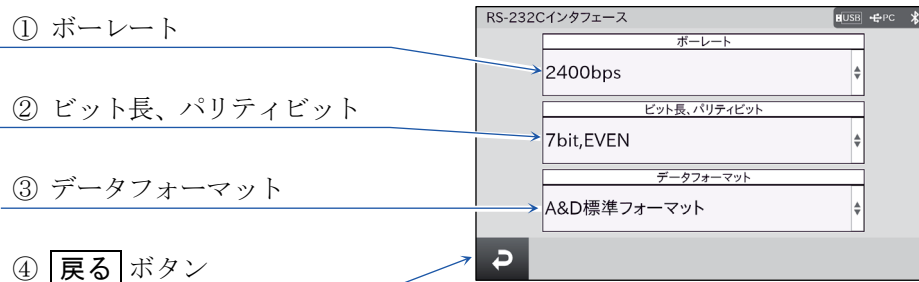 ① ボーレート
② ビット長、パリティビット
③ データフォーマット
④ 戻る ボタン
RS-232Cインタフェース
USB PC
ボーレート
2400bps
ビット長、パリティビット
7bit,EVEN
データフォーマット
A&D標準フォーマット